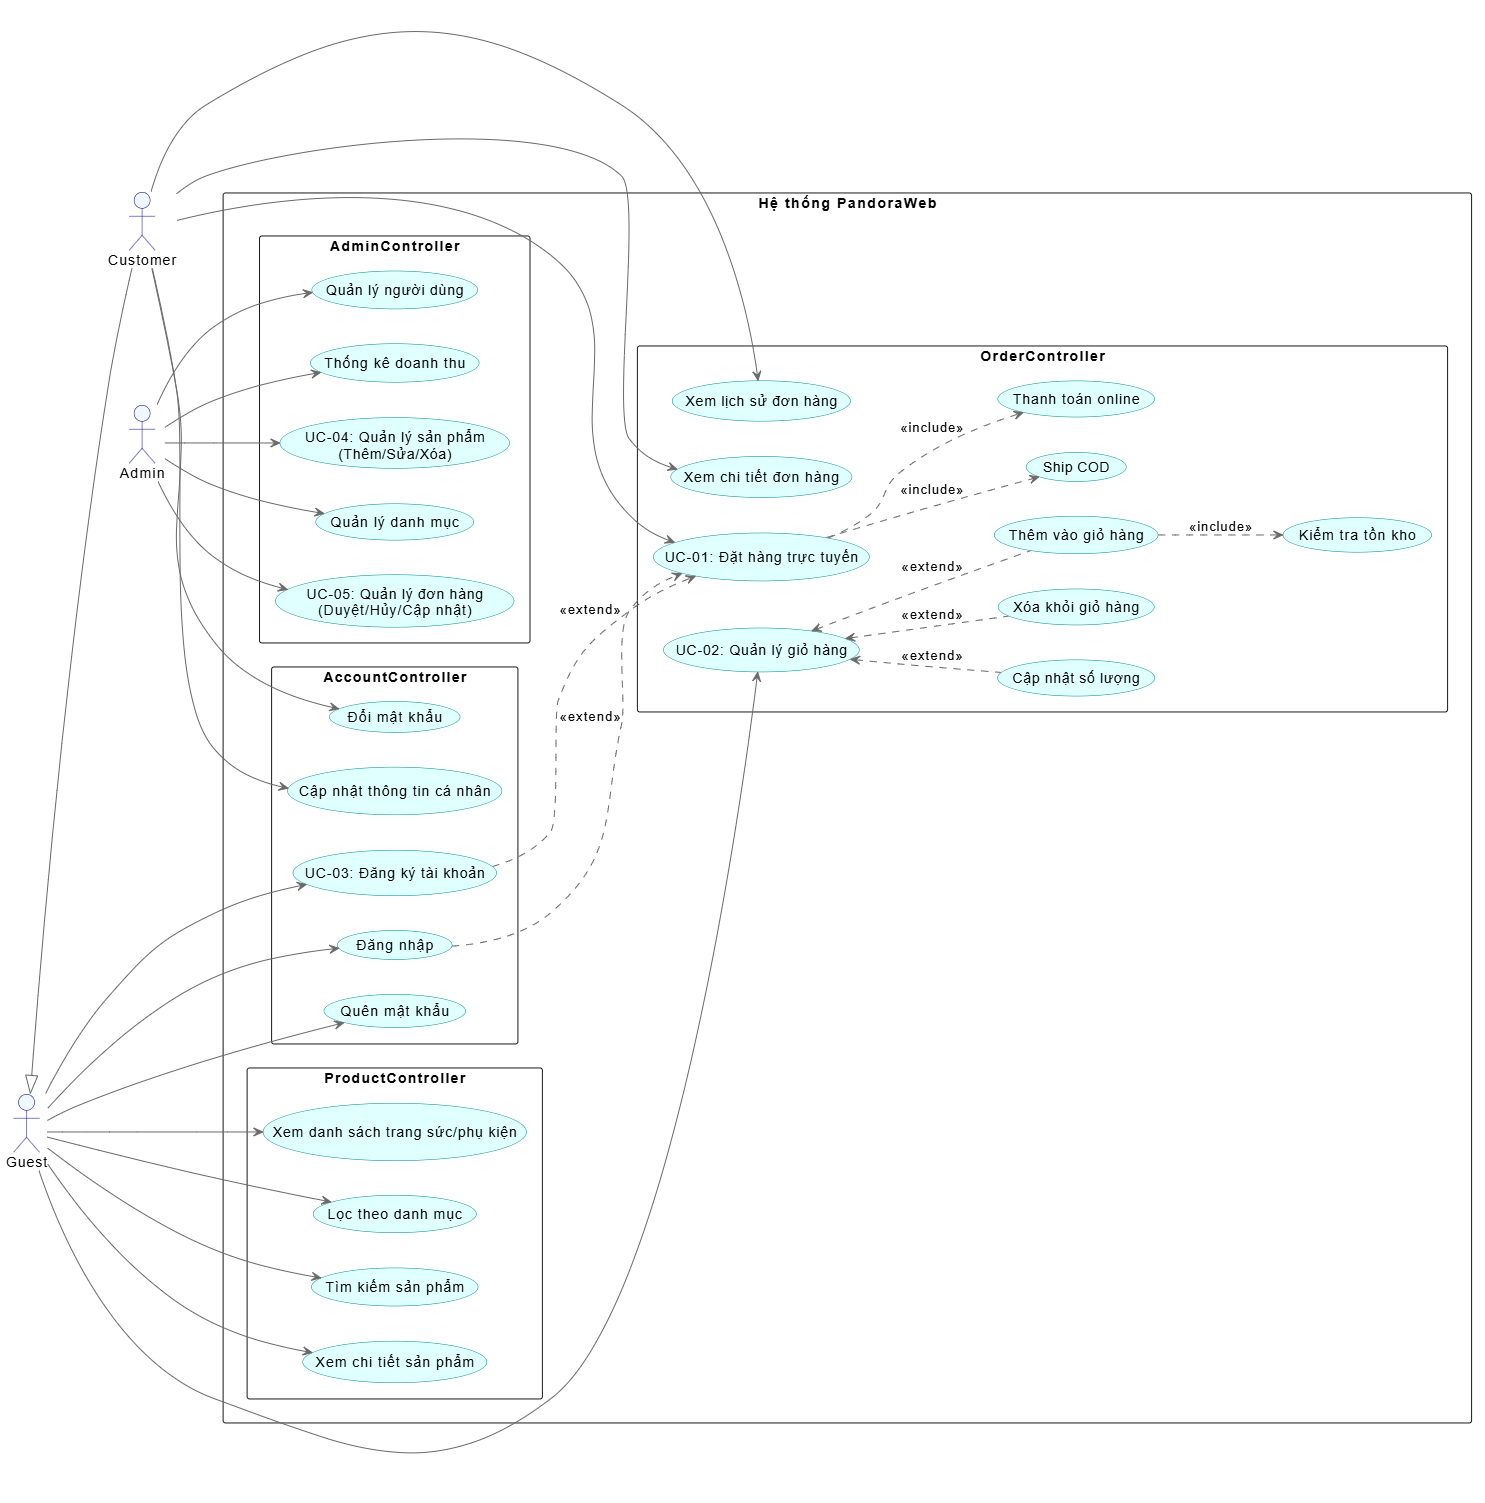 Hệ thống PandoraWeb
Customer
Admin
Guest
AdminController
Quản lý người dùng
Thống kê doanh thu
UC-04: Quản lý sản phẩm
(Thêm/Sửa/Xóa)
Quản lý danh mục
UC-05: Quản lý đơn hàng
(Duyệt/Hủy/Cập nhật)
AccountController
Đổi mật khẩu
Cập nhật thông tin cá nhân
UC-03: Đăng ký tài khoản
Đăng nhập
Quên mật khẩu
ProductController
Xem danh sách trang sức/phụ kiện
Lọc theo danh mục
Tìm kiếm sản phẩm
Xem chi tiết sản phẩm
«extend»
«extend»
OrderController
Xem lịch sử đơn hàng
Xem chi tiết đơn hàng
UC-01: Đặt hàng trực tuyến
UC-02: Quản lý giỏ hàng
«include»
«include»
«extend»
«extend»
«extend»
Thanh toán online
Ship COD
Thêm vào giỏ hàng
Xóa khỏi giỏ hàng
Cập nhật số lượng
«include»
Kiểm tra tồn kho